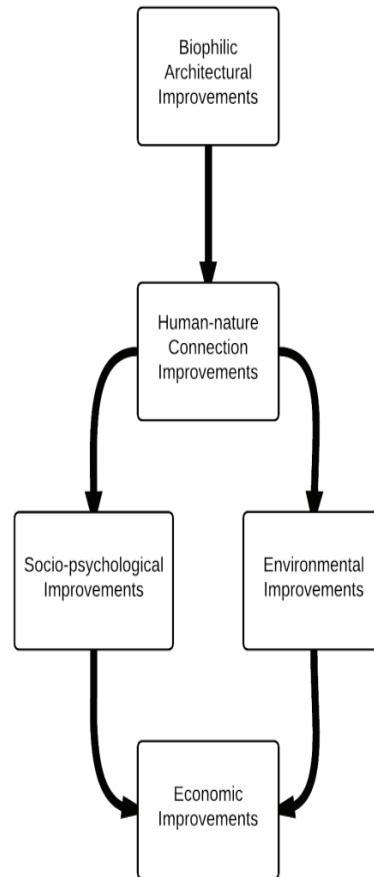 Biophilic
Architectural
Improvements
Human-nature
Connection
Improvements
Socio-psychological
Improvements
Environmental
Improvements
Economic
Improvements